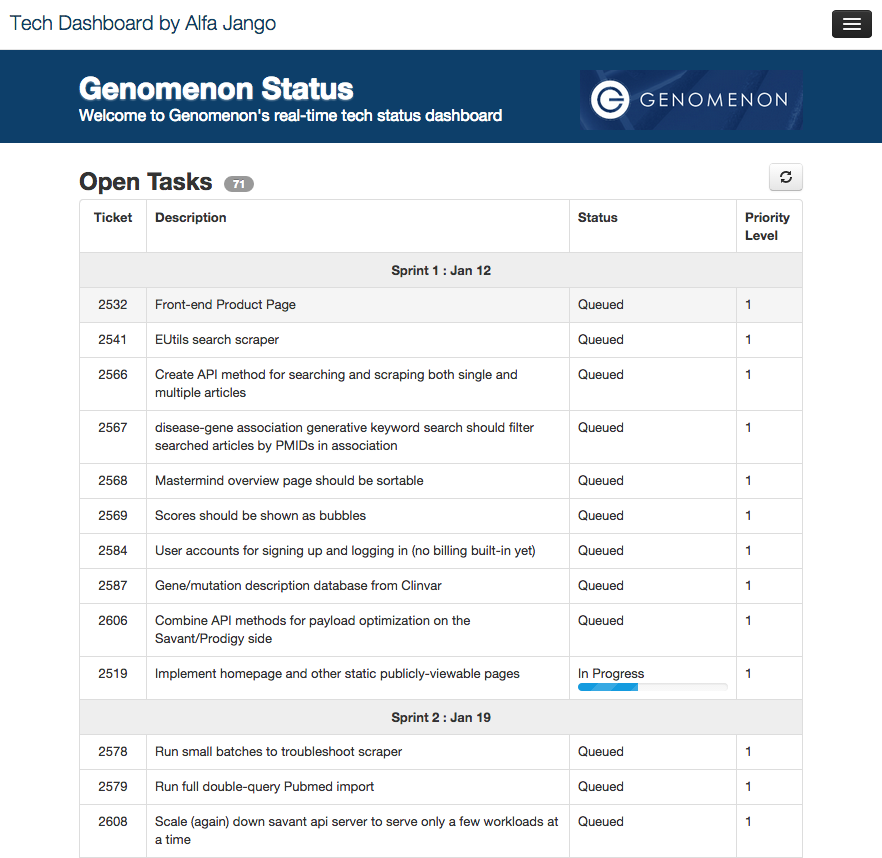 Tech Dashboard by Alfa Jango
Genomenon Status
Welcome to Genomenon's real-time tech status dashboard
GENOMENON
Open Tasks 71
Ticket Description Status Priority Level
Sprint 1 : Jan 12
2532 Front-end Product Page Queued 1
2541 EUtils search scraper Queued 1
2566 Create API method for searching and scraping both single and Queued 1
multiple articles
2567 disease-gene association generative keyword search should filter Queued 1
searched articles by PMIDs in association
2568 Mastermind overview page should be sortable Queued 1
2569 Scores should be shown as bubbles Queued 1
2584 User accounts for signing up and logging in (no billing built-in yet) Queued 1
2587 Gene/mutation description database from Clinvar Queued 1
2606 Combine API methods for payload optimization on the Queued 1
Savant/Prodigy side
2519 Implement homepage and other static publicly-viewable pages In Progress 1
Sprint 2 : Jan 19
2578 Run small batches to troubleshoot scraper Queued 1
2579 Run full double-query Pubmed import Queued 1
2608 Scale (again) down savant api server to serve only a few workloads at Queued 1
a time